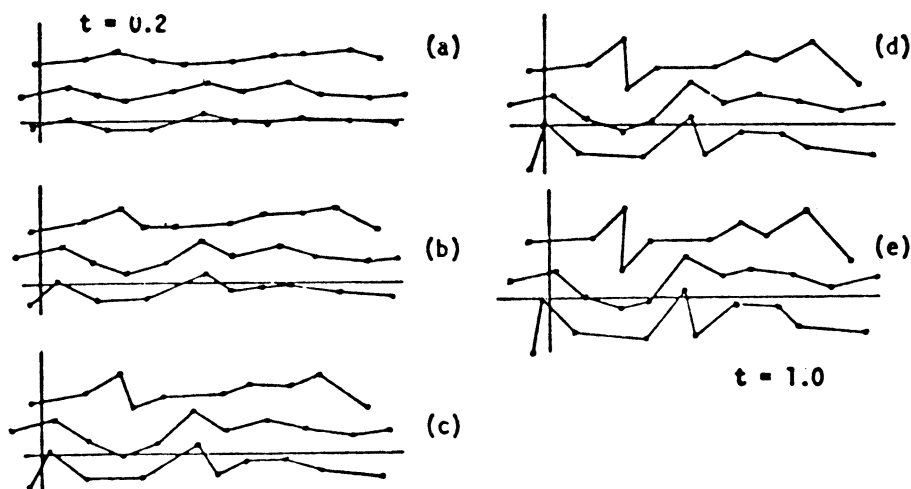 t = 0.2
(a)
(b)
(c)
(d)
(e)
t = 1.0